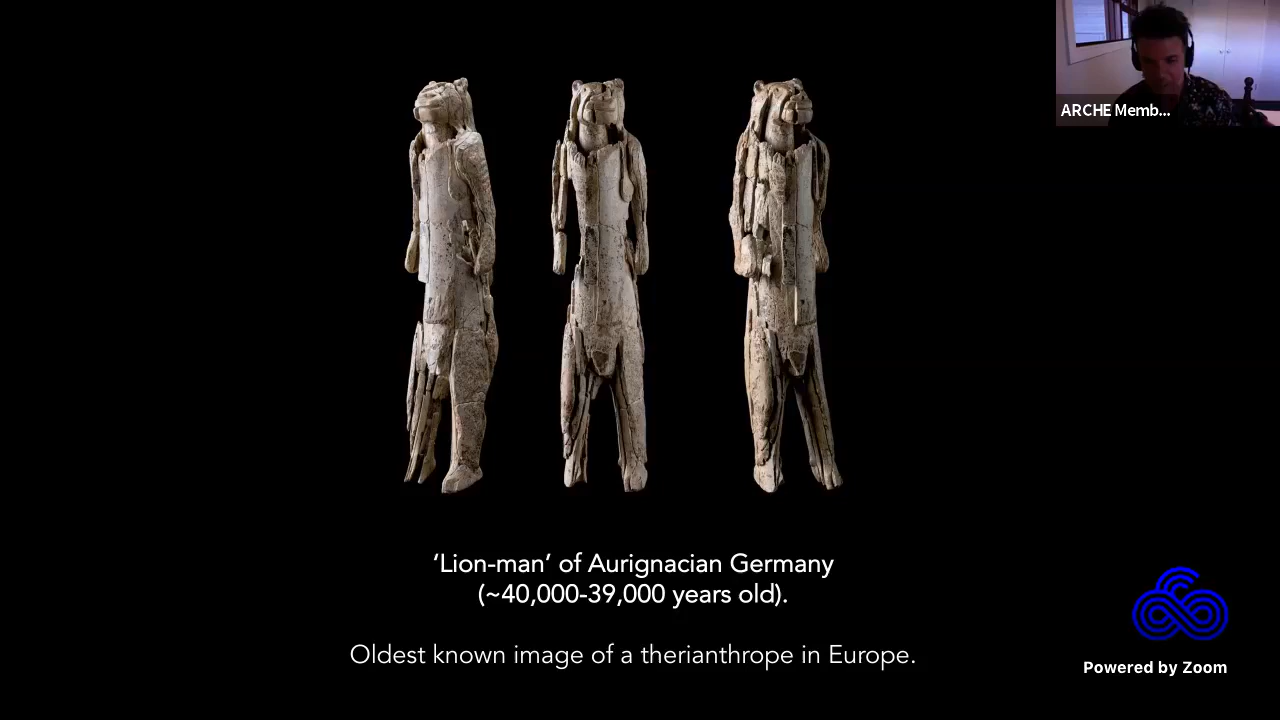 ARCHE Memb...
‘Lion-man’ of Aurignacian Germany
(~40,000-39,000 years old).
Oldest known image of a therianthrope in Europe.
Powered by Zoom